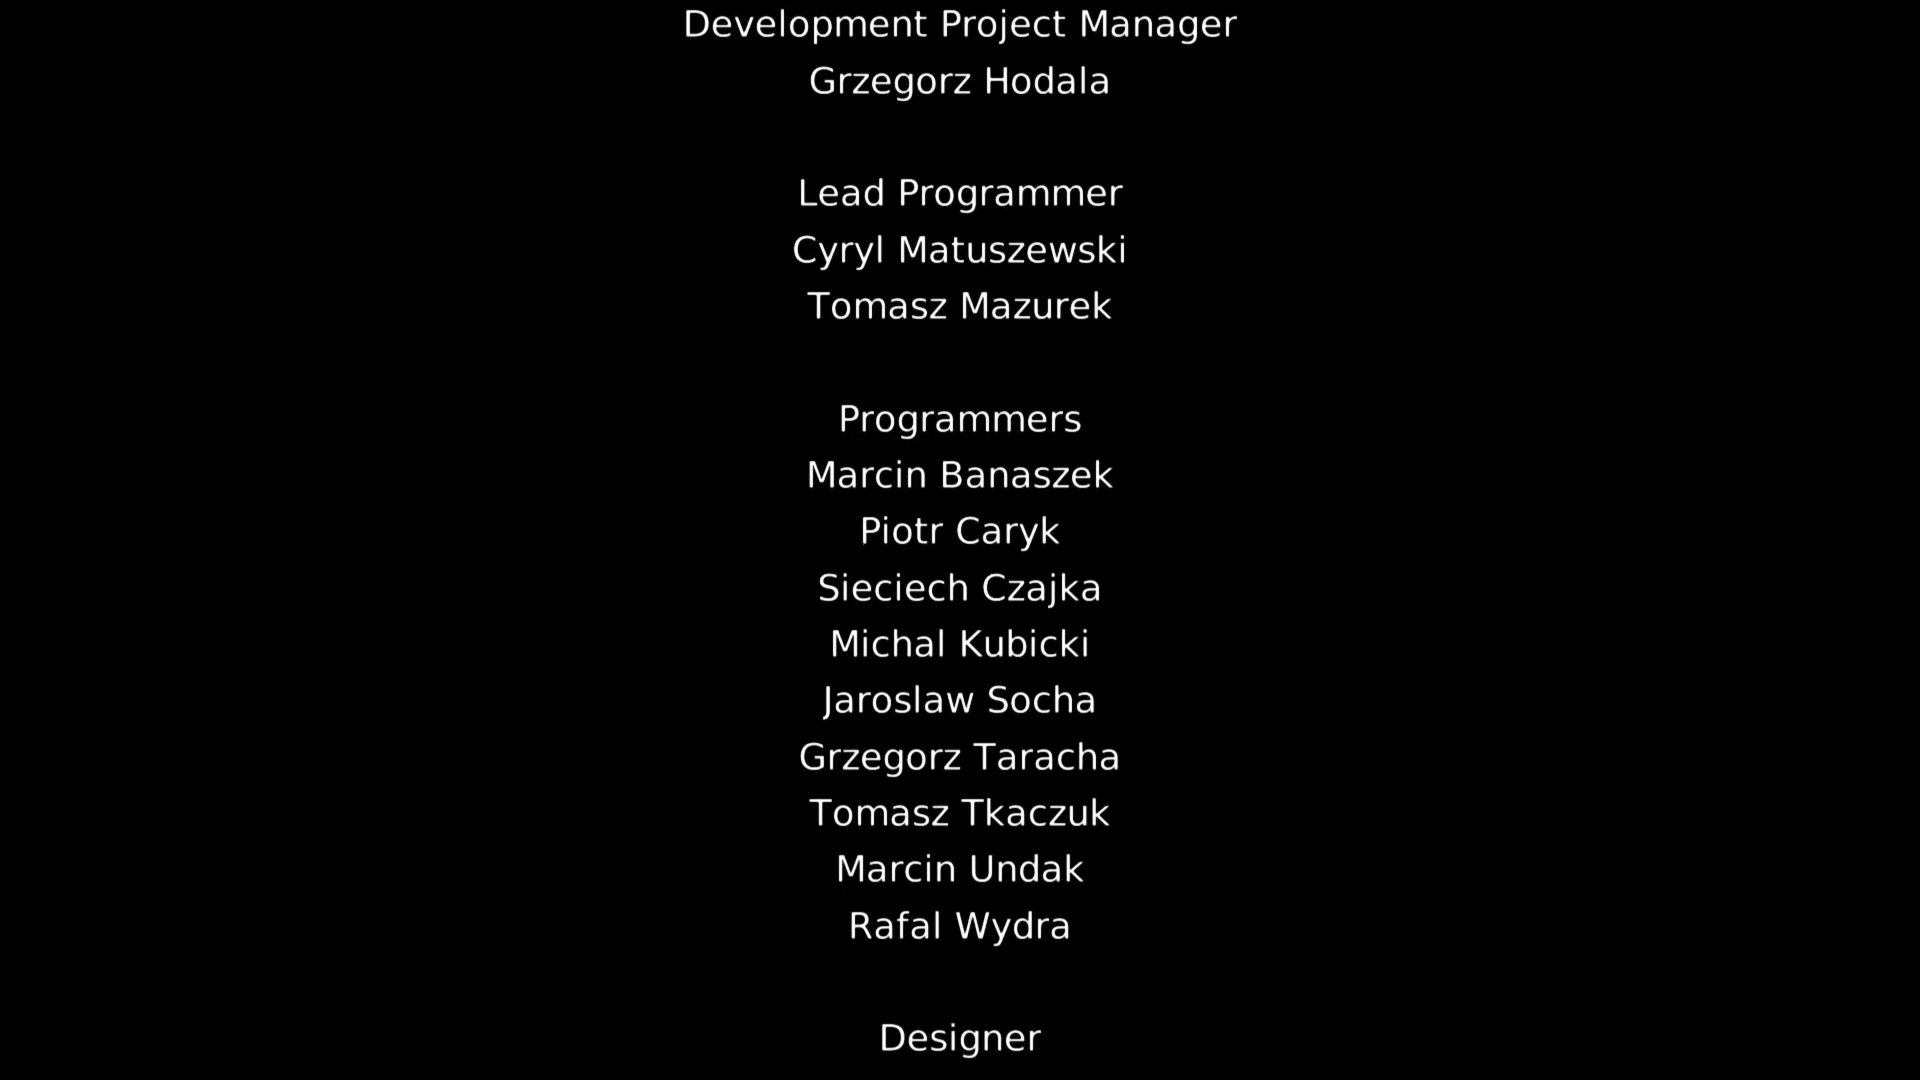 Development Project Manager
Grzegorz Hodala
Lead Programmer
Cyryl Matuszewski
Tomasz Mazurek
Programmers
Marcin Banaszek
Piotr Caryk
Sieciech Czajka
Michal Kubicki
Jaroslaw Socha
Grzegorz Taracha
Tomasz Tkaczuk
Marcin Undak
Rafal Wydra
Designer